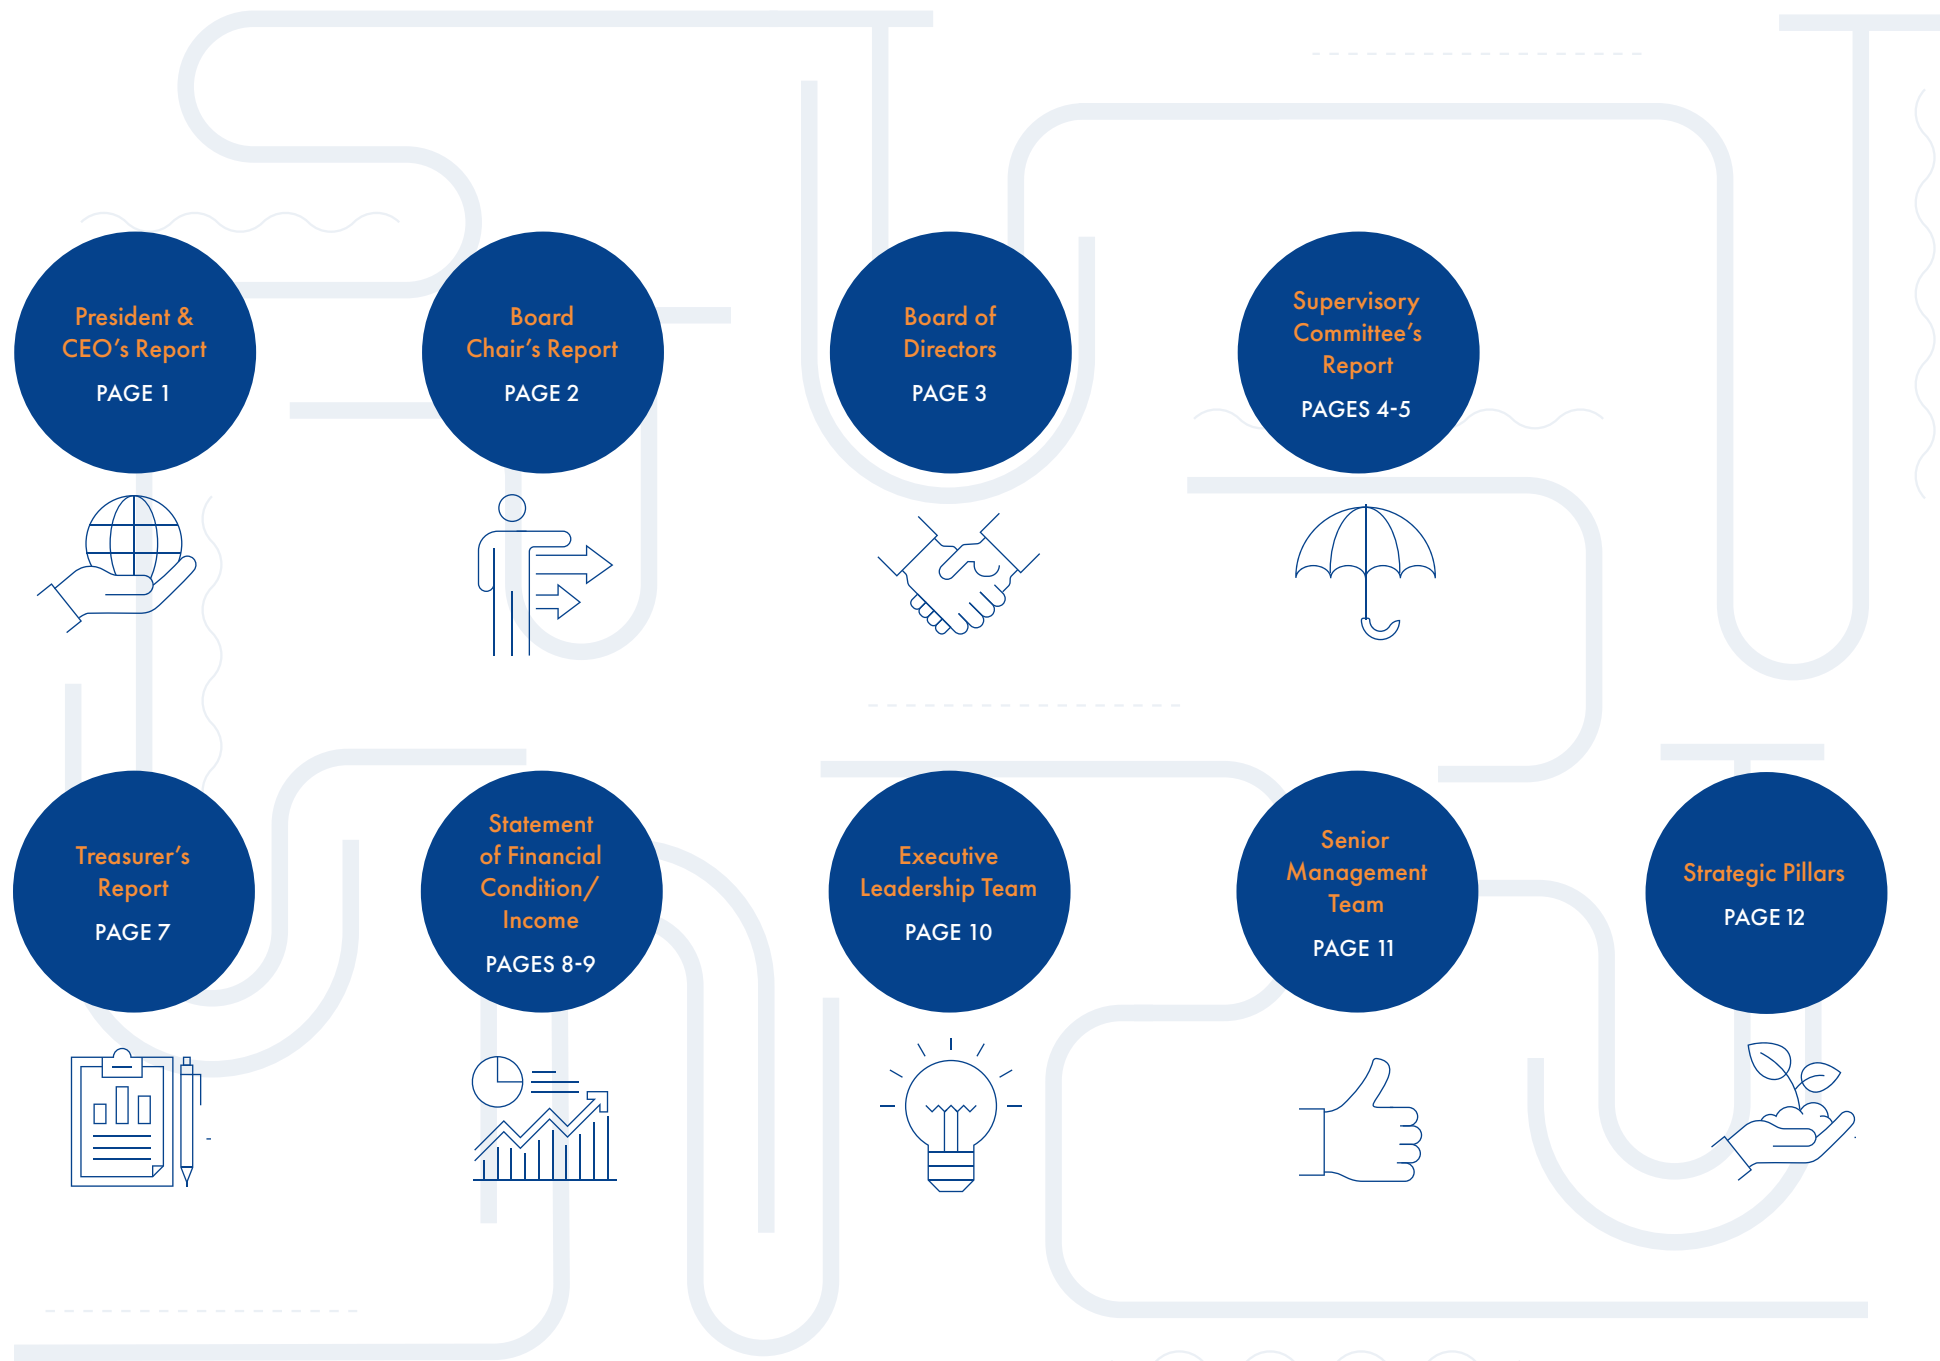 President &
CEO’s Report
PAGE 1
Board
Chair’s Report
PAGE 2
Board of
Directors
PAGE 3
Supervisory
Committee’s
Report
PAGES 4-5
Treasurer’s
Report
PAGE 7
Statement
of Financial
Condition/
Income
PAGES 8-9
Executive
Leadership Team
PAGE 10
Senior
Management
Team
PAGE 11
Strategic Pillars
PAGE 12